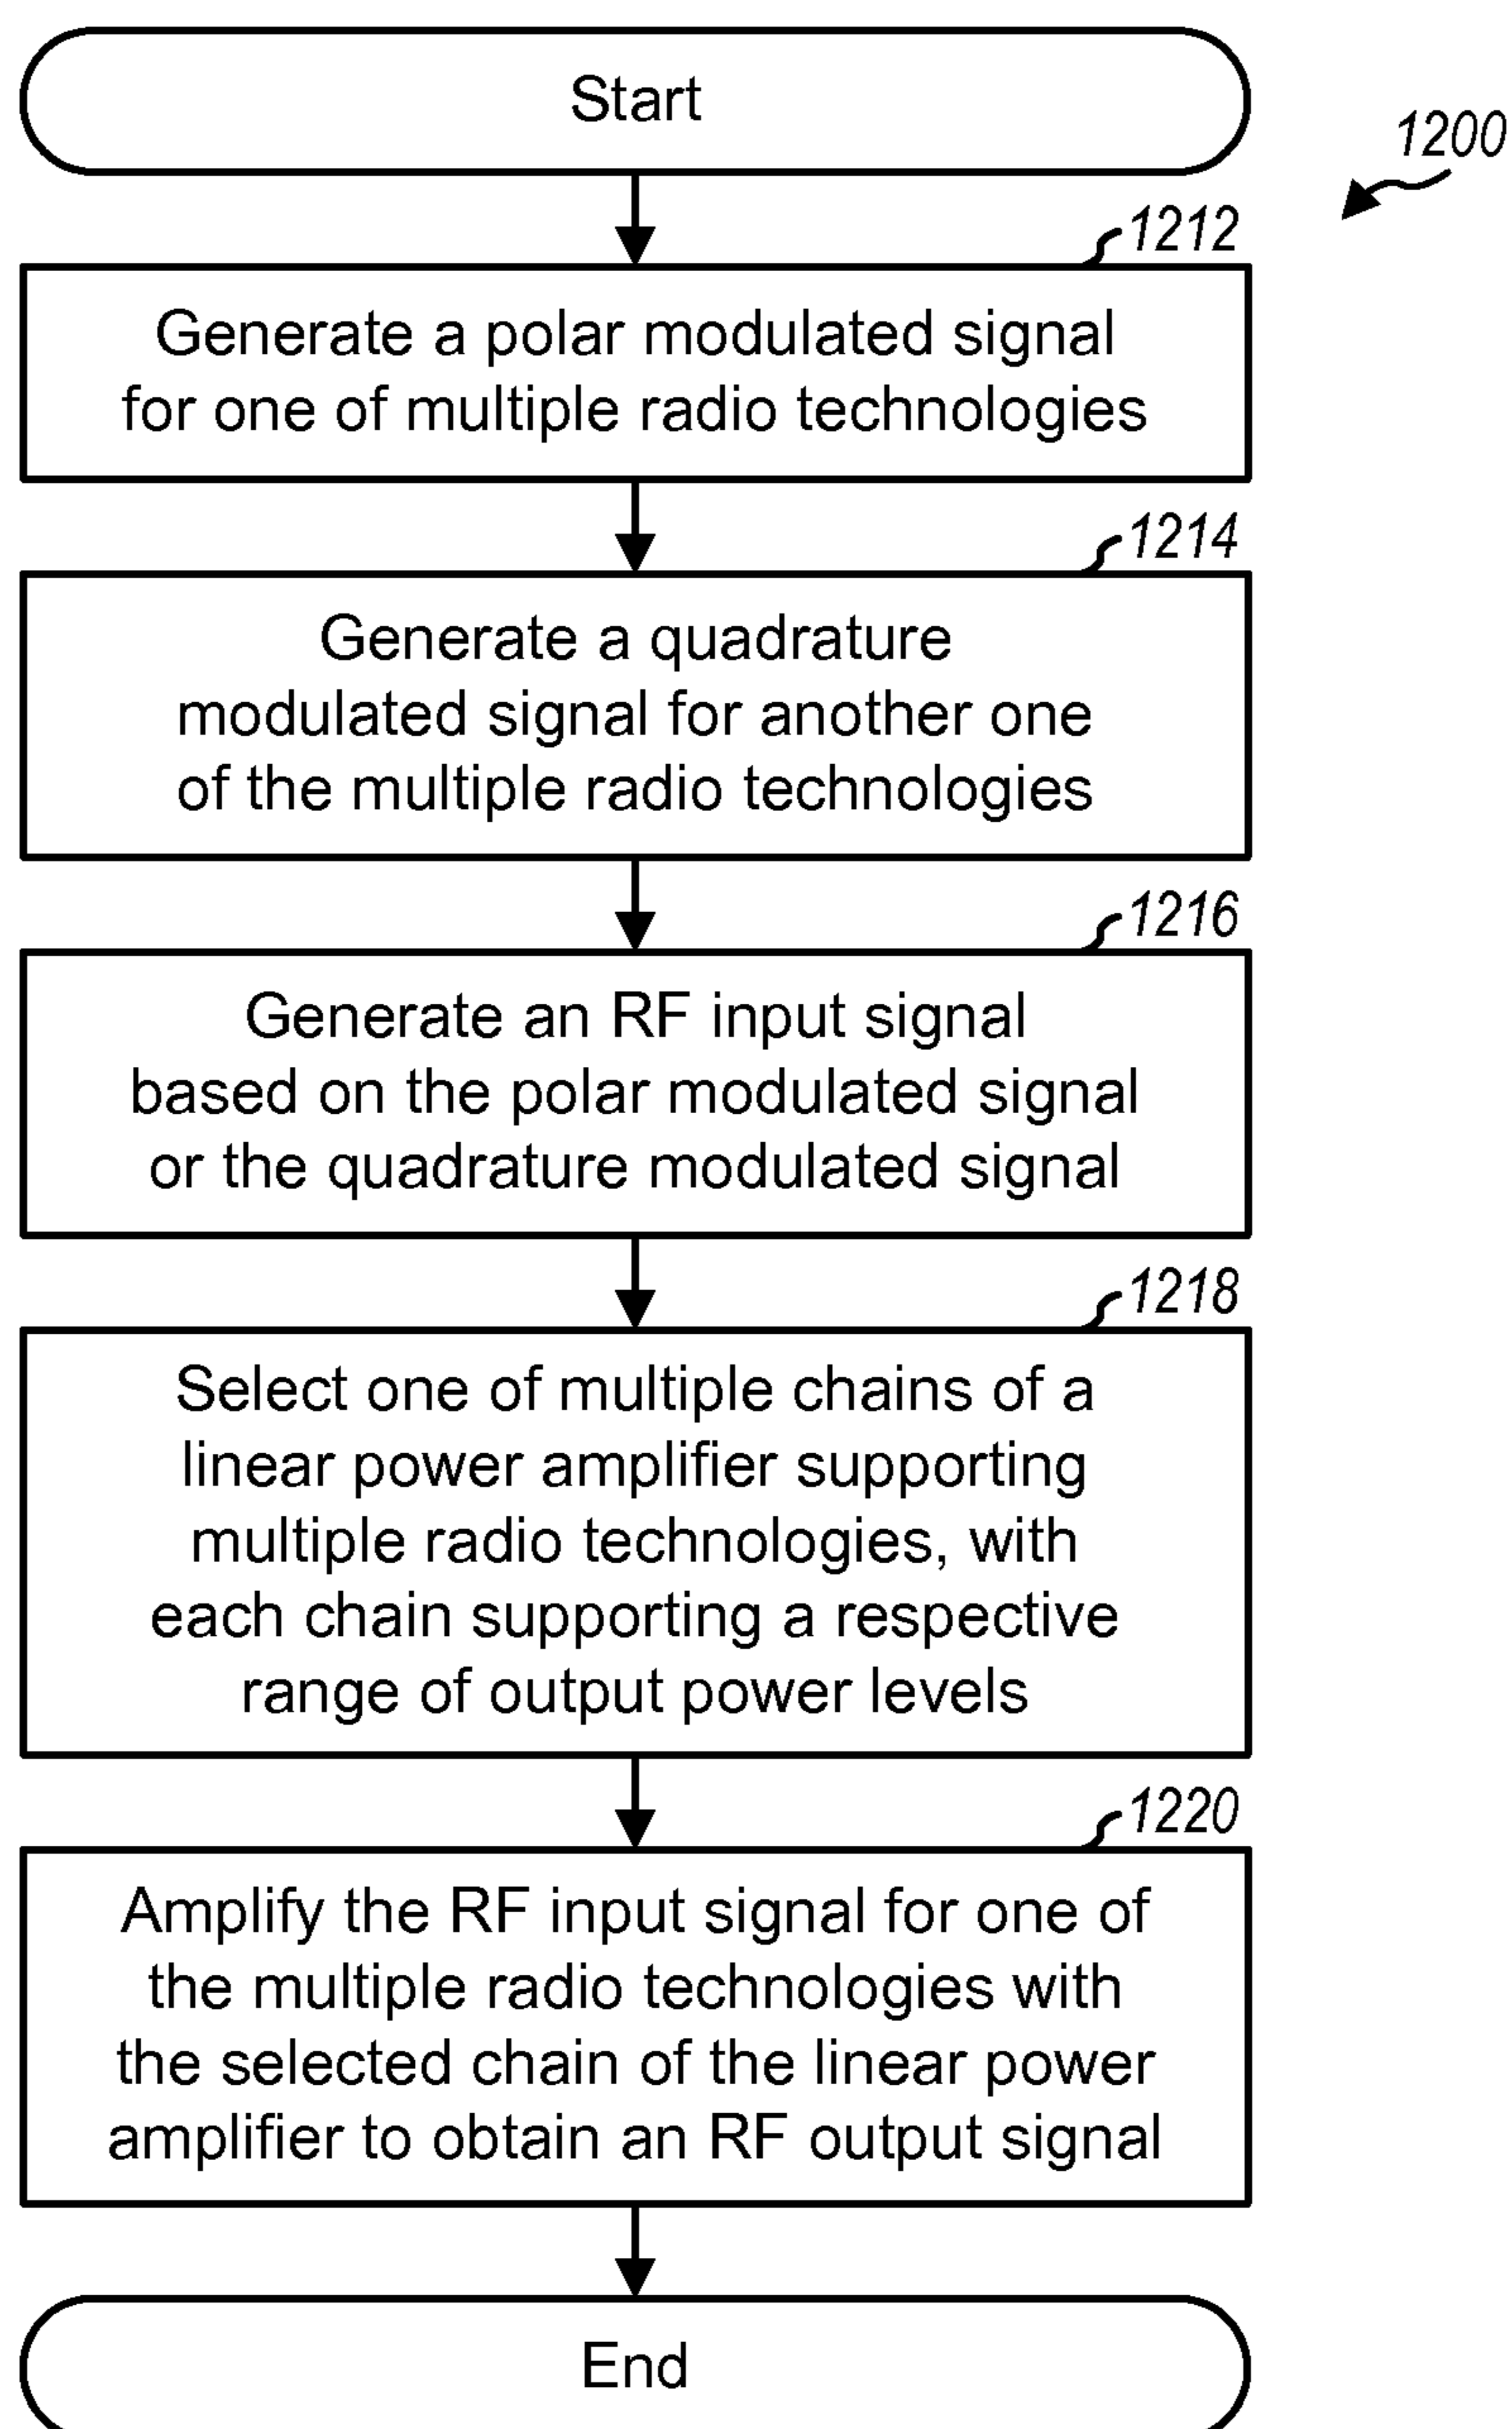 Start
1200
1212
Generate a polar modulated signal
for one of multiple radio technologies
1214
Generate a quadrature
modulated signal for another one
of the multiple radio technologies
1216
Generate an RF input signal
based on the polar modulated signal
or the quadrature modulated signal
1218
Select one of multiple chains of a
linear power amplifier supporting
multiple radio technologies, with
each chain supporting a respective
range of output power levels
1220
Amplify the RF input signal for one of
the multiple radio technologies with
the selected chain of the linear power
amplifier to obtain an RF output signal
End